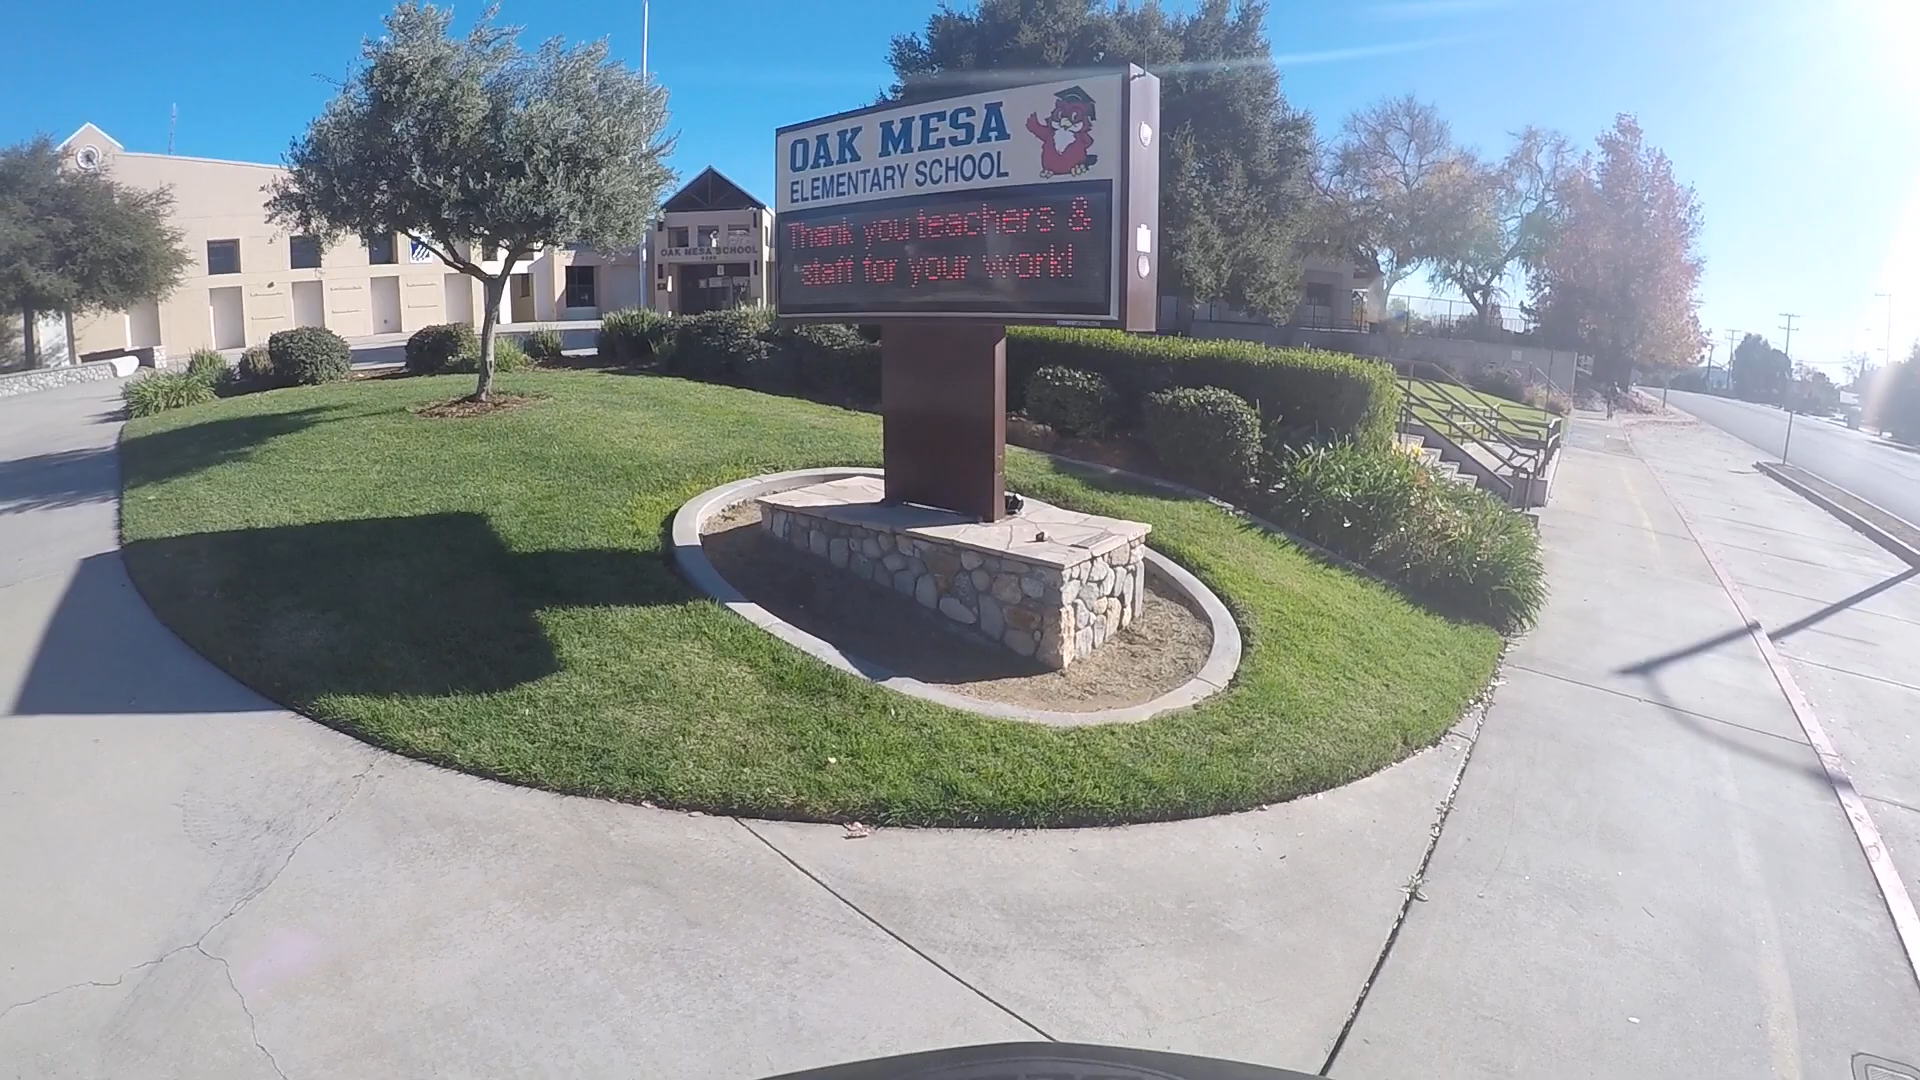 OAK MESA
ELEMENTARY SCHOOL
Thank you teachers &
staff for your work!
OAK MESA SCHOOL